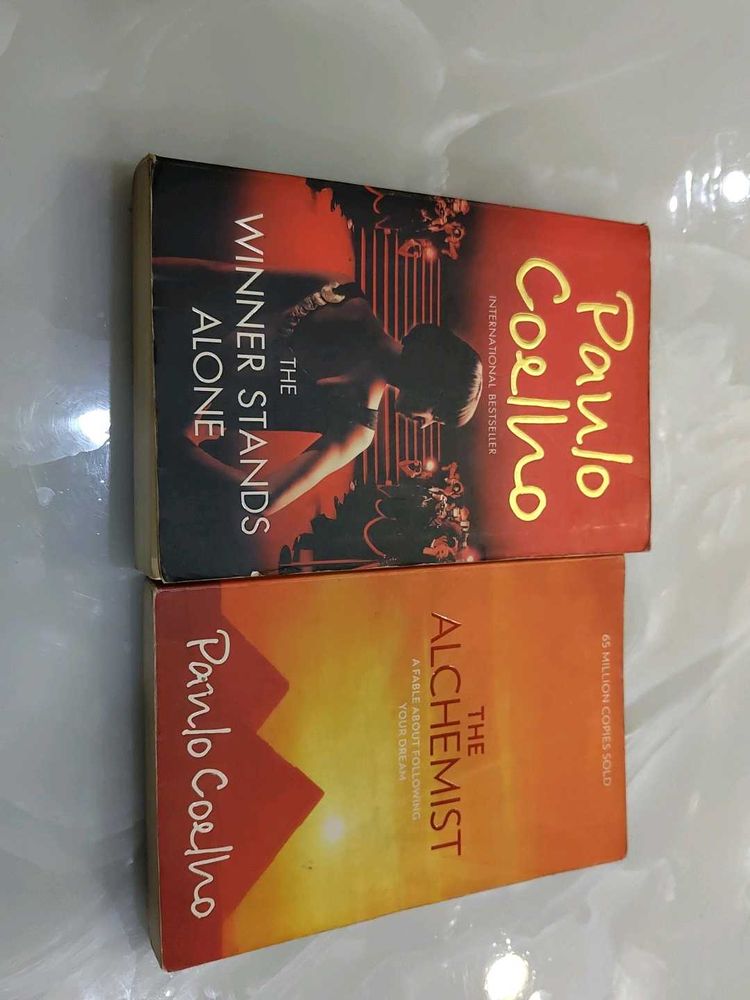 Paulo
Coelho
INTERNATIONAL BESTSELLER
THE
WINNER STANDS
ALONE
65 MILLION COPIES SOLD
THE
ALCHEMIST
A FABLE ABOUT FOLLOWING
YOUR DREAM
Paulo Coelho